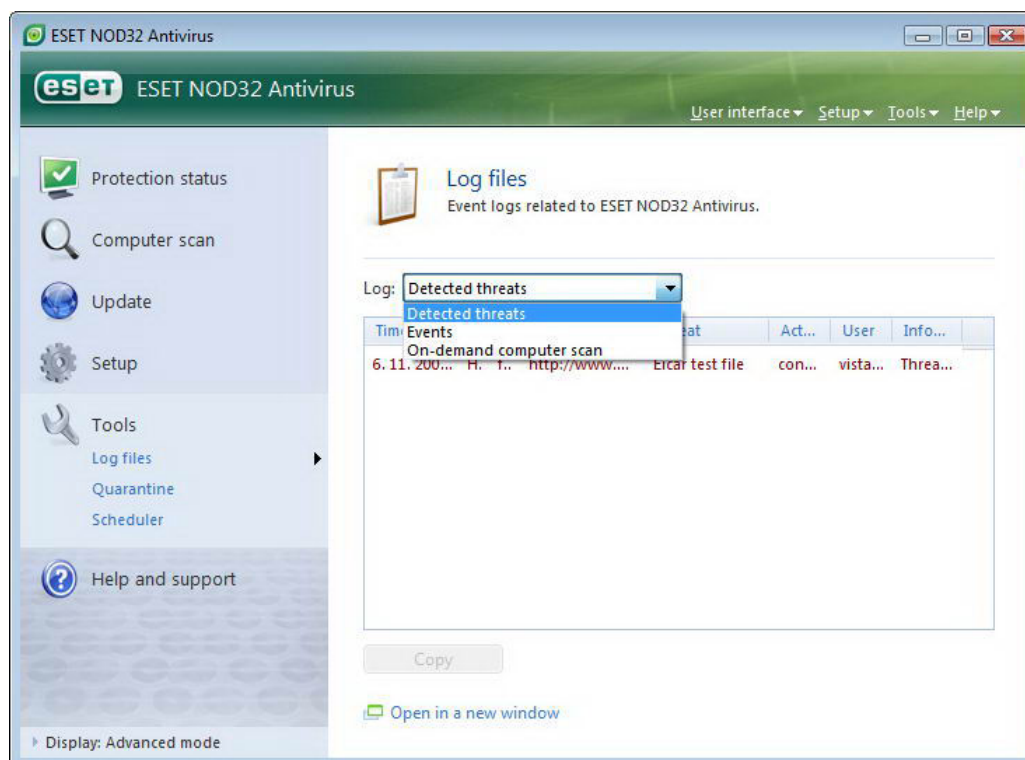 ESET NOD32 Antivirus
eset ESET NOD32 Antivirus
User interface Setup Tools Help
Protection status
Computer scan
Update
Setup
Tools
Log files
Quarantine
Scheduler
Help and support
Display: Advanced mode
Log files
Event logs related to ESET NOD32 Antivirus.
Log: Detected threats
Detected threats
Events
On-demand computer scan
Act... User Info...
6. 11. 200... H. f.. http://www.... Eicar test file con... vista... Threa...
Copy
Open in a new window